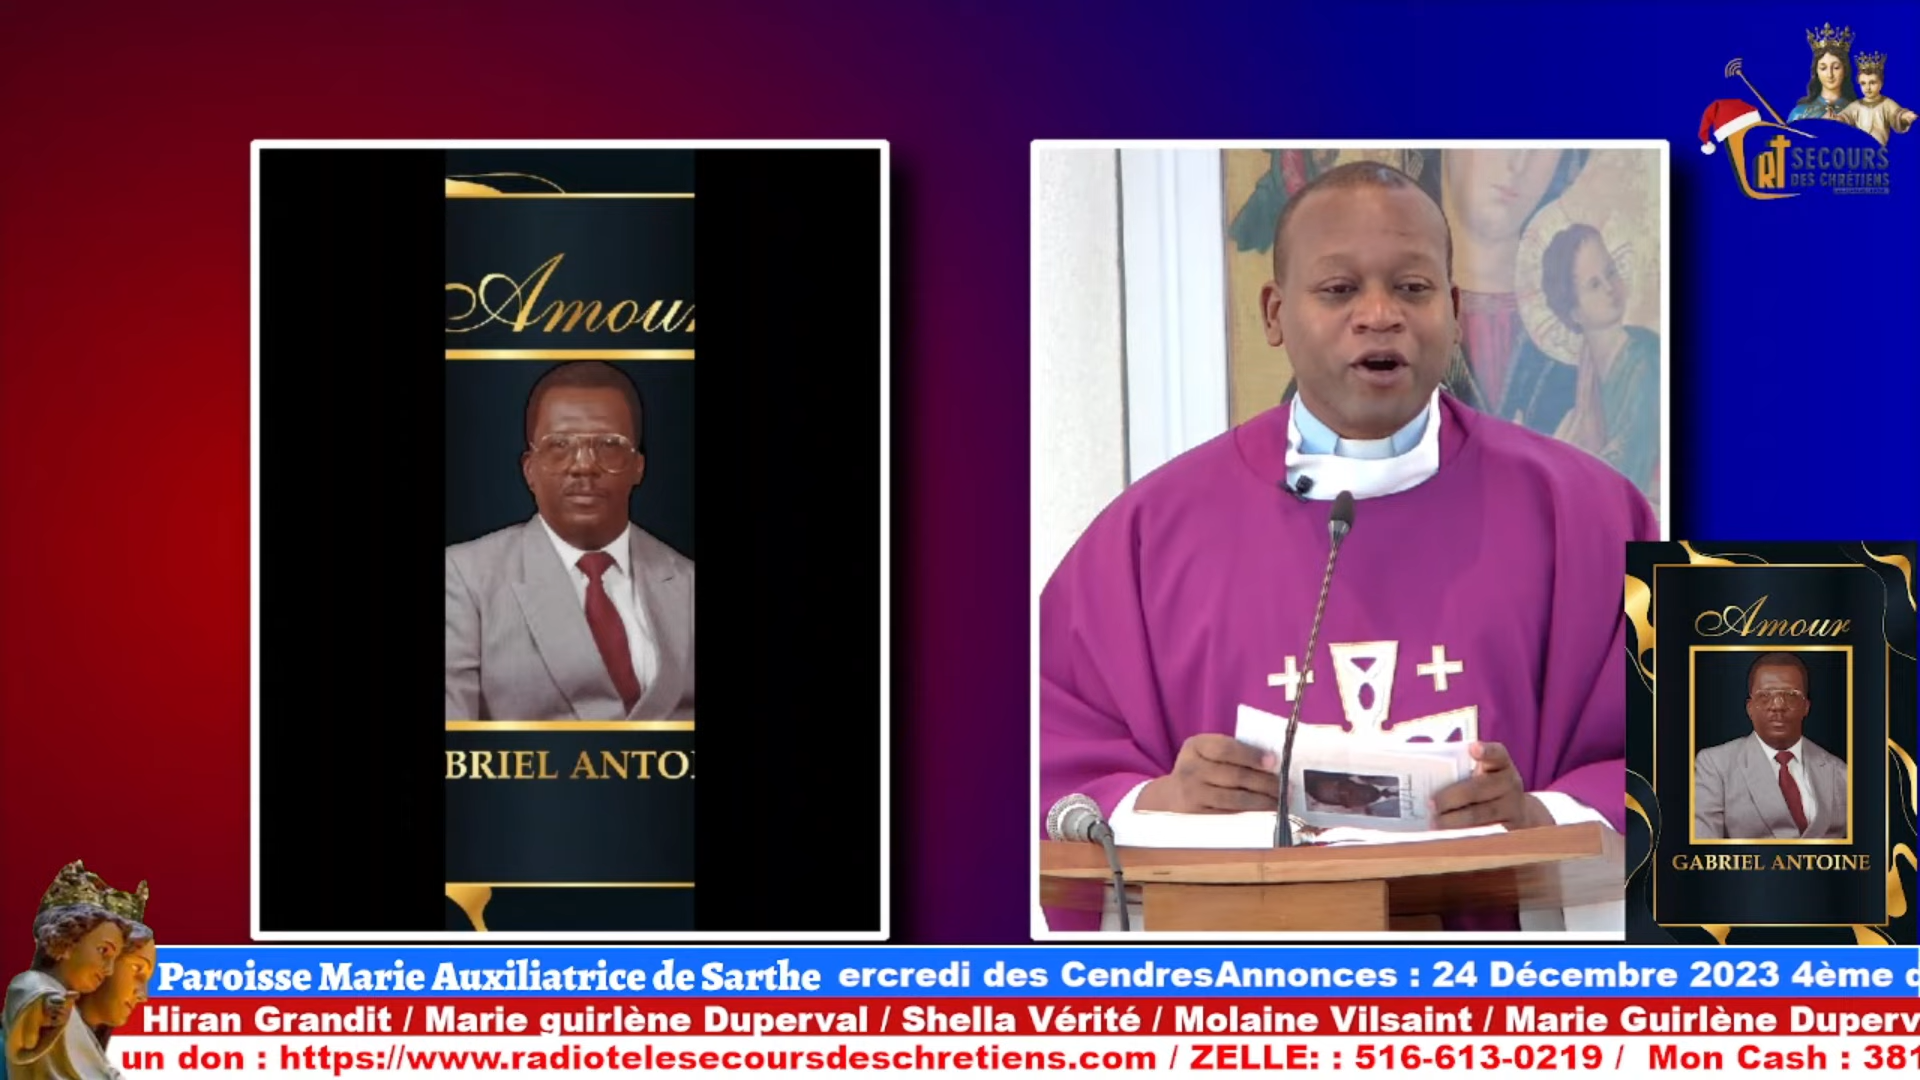 SECOURS
RT
DES CHRÉTIENS
Amour
BRIEL ANTOI
Amour
GABRIEL ANTOINE
Paroisse Marie Auxiliatrice de Sarthe ercredi des CendresAnnonces : 24 Décembre 2023 4ème d
Hiran Grandit / Marie guirlène Duperval / Shella Vérité / Molaine Vilsaint / Marie Guirlène Duperv
un don : https://www.radiotelesecoursdeschretiens.com / ZELLE: : 516-613-0219 / Mon Cash : 381